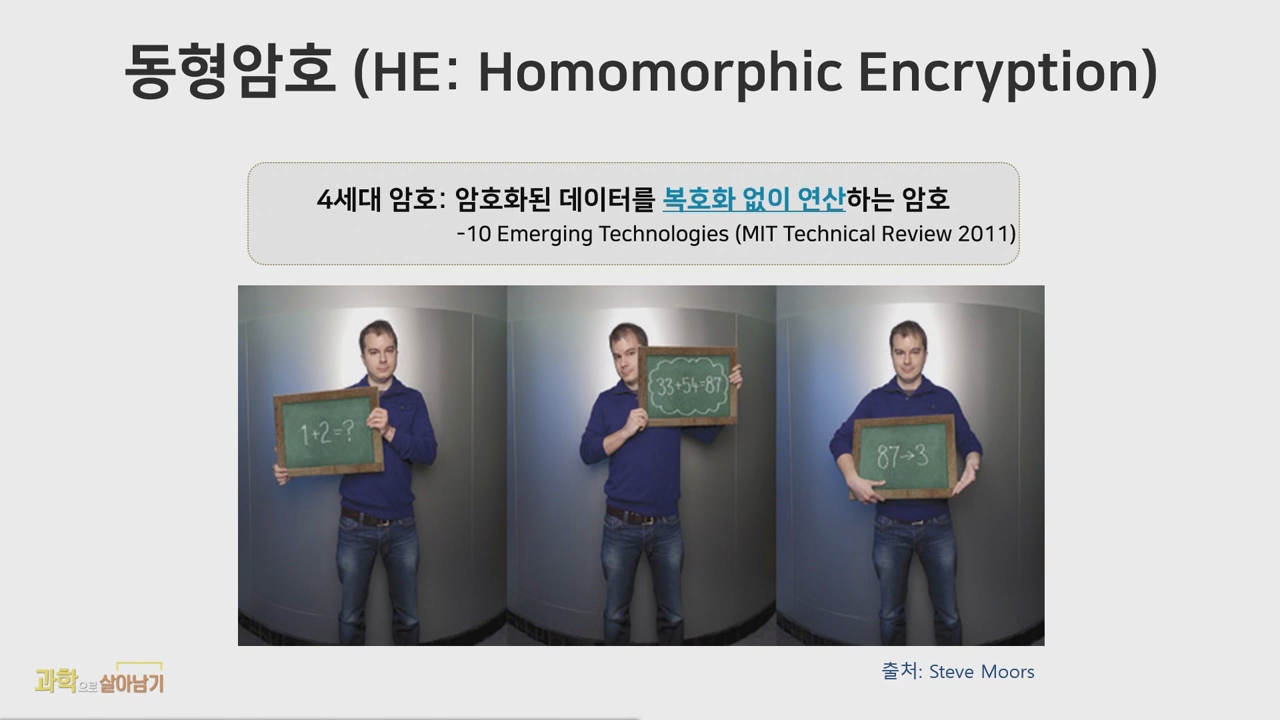 동형암호 (HE: Homomorphic Encryption)
4세대 암호: 암호화된 데이터를 복호화 없이 연산하는 암호
-10 Emerging Technologies (MIT Technical Review 2011)
1+2=?
33+54=87
87→3
출처: Steve Moors
과학으로 살아남기